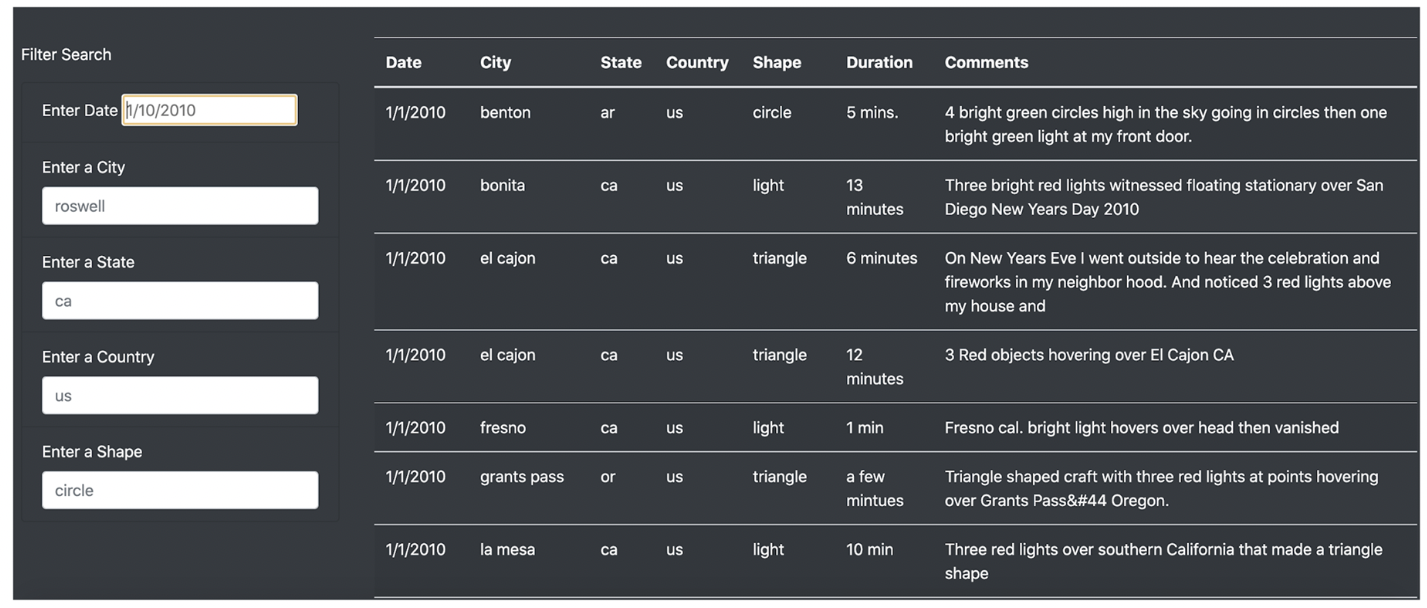 Filter Search
Enter Date 1/10/2010
Enter a City
roswell
Enter a State
ca
Enter a Country
us
Enter a Shape
circle
Date City State Country Shape Duration Comments
1/1/2010 benton ar us circle 5 mins. 4 bright green circles high in the sky going in circles then one
bright green light at my front door.
1/1/2010 bonita ca us light 13 Three bright red lights witnessed floating stationary over San
minutes Diego New Years Day 2010
1/1/2010 el cajon ca us triangle 6 minutes On New Years Eve I went outside to hear the celebration and
fireworks in my neighbor hood. And noticed 3 red lights above
my house and
1/1/2010 el cajon ca us triangle 12 3 Red objects hovering over El Cajon CA
minutes
1/1/2010 fresno ca us light 1 min Fresno cal. bright light hovers over head then vanished
1/1/2010 grants pass or us triangle a few Triangle shaped craft with three red lights at points hovering
mintues over Grants Pass&#44 Oregon.
1/1/2010 la mesa ca us light 10 min Three red lights over southern California that made a triangle
shape